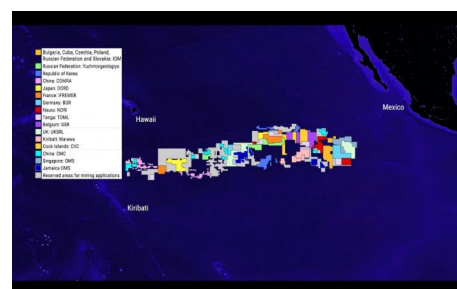 Bulgaria, Cuba, Czechia, Poland,
Russian Federation and Slovakia: IOM
Russian Federation: Yuzhmorgeologiya
Republic of Korea
China: COMRA
Japan: DORD
France: IFREMER
Germany: BGR
Nauru: NORI
Tonga: TOML
Belgium: GSR
UK: UKSRL
Kiribati: Marawa
Cook Islands: CIIC
China: CMC
Singapore: OMS
Jamaica OMS
Reserved areas for mining applications
Mexico
Hawaii
Kiribati